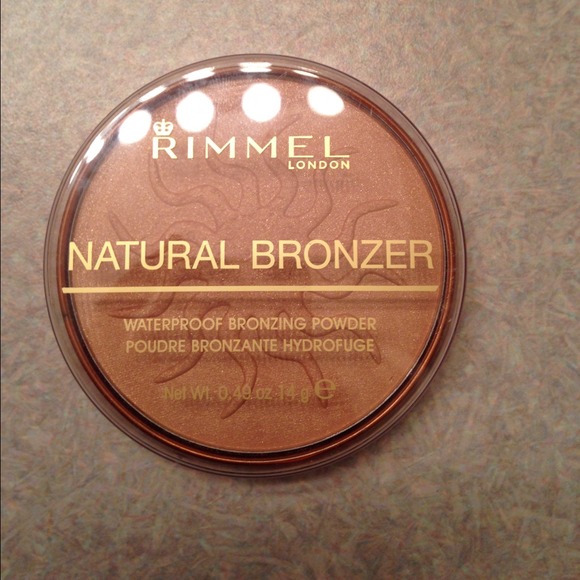 RIMMEL
LONDON
NATURAL BRONZER
WATERPROOF BRONZING POWDER
POUDRE BRONZANTE HYDROFUGE
Net Wt. 0.49 oz 14 g ℮